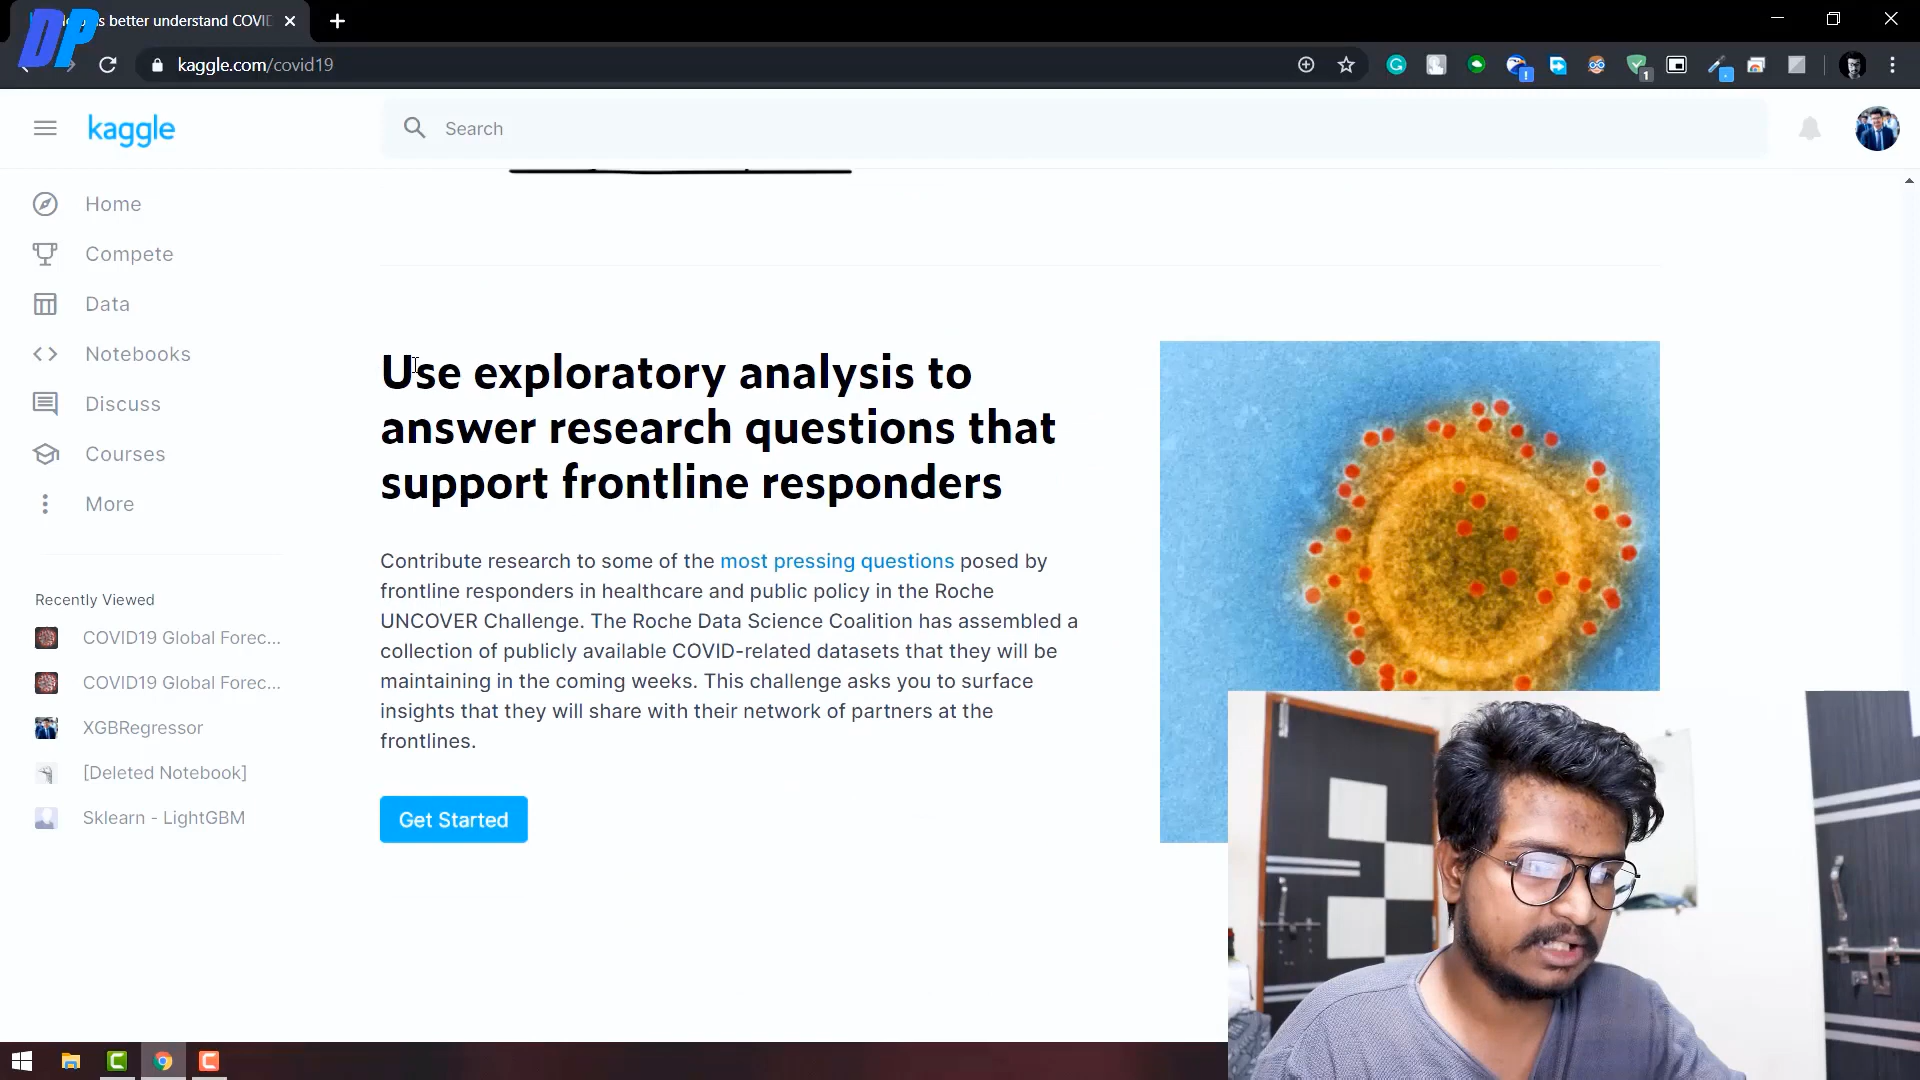 DP
s better understand COVID
kaggle.com/covid19
1
kaggle
Search
Home
Compete
Data
Notebooks
Discuss
Courses
More
Recently Viewed
COVID19 Global Forec...
COVID19 Global Forec...
XGBRegressor
[Deleted Notebook]
Sklearn - LightGBM
Use exploratory analysis to
answer research questions that
support frontline responders
Contribute research to some of the most pressing questions posed by
frontline responders in healthcare and public policy in the Roche
UNCOVER Challenge. The Roche Data Science Coalition has assembled a
collection of publicly available COVID-related datasets that they will be
maintaining in the coming weeks. This challenge asks you to surface
insights that they will share with their network of partners at the
frontlines.
Get Started